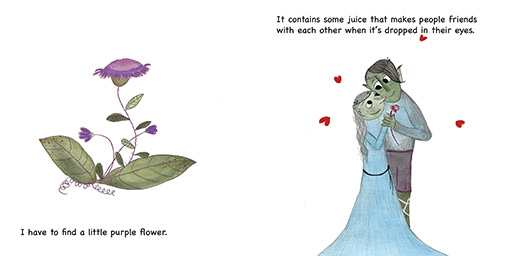 I have to find a little purple flower.
It contains some juice that makes people friends
with each other when it's dropped in their eyes.